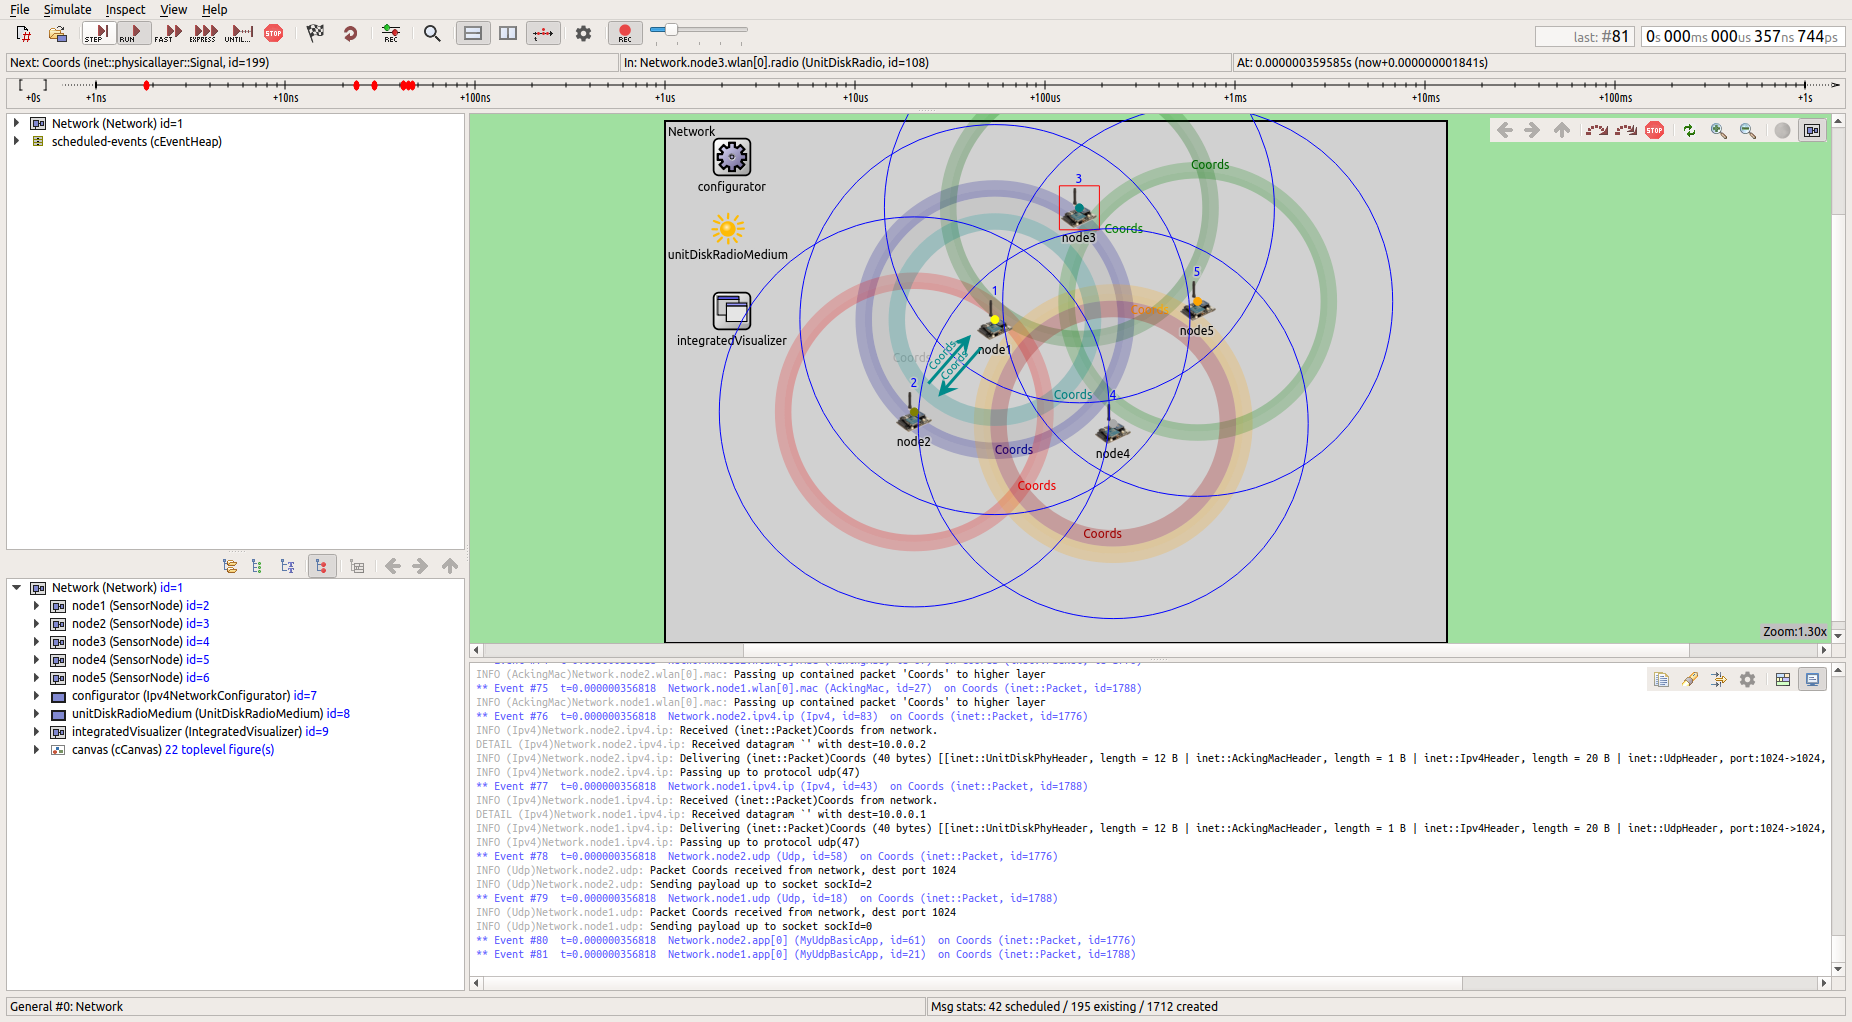 File Simulate Inspect View Help
STEP RUN FAST EXPRESS UNTIL... STOP REC REC last: #81 0s 000ms 000us 357ns 744ps
Next: Coords (inet::physicallayer::Signal, id=199) In: Network.node3.wlan[0].radio (UnitDiskRadio, id=108) At: 0.000000359585s (now+0.000000001841s)
[ ]
+0s +1ns +10ns +100ns +1us +10us +100us +1ms +10ms +100ms +1s
Network (Network) id=1
scheduled-events (cEventHeap)
Network (Network) id=1
node1 (SensorNode) id=2
node2 (SensorNode) id=3
node3 (SensorNode) id=4
node4 (SensorNode) id=5
node5 (SensorNode) id=6
configurator (Ipv4NetworkConfigurator) id=7
unitDiskRadioMedium (UnitDiskRadioMedium) id=8
integratedVisualizer (IntegratedVisualizer) id=9
canvas (cCanvas) 22 toplevel figure(s)
Network
STOP
configurator
Coords
3
unitDiskRadioMedium
Coords
node3
5
1
Coords
node5
integratedVisualizer
node1
Coords
Coords
Coords
2
Coords
4
node2
Coords
node4
Coords
Coords
Zoom:1.30x
INFO (AckingMac)Network.node2.wlan[0].mac: Passing up contained packet 'Coords' to higher layer
** Event #75 t=0.000000356818 Network.node1.wlan[0].mac (AckingMac, id=27) on Coords (inet::Packet, id=1788)
INFO (AckingMac)Network.node1.wlan[0].mac: Passing up contained packet 'Coords' to higher layer
** Event #76 t=0.000000356818 Network.node2.ipv4.ip (Ipv4, id=83) on Coords (inet::Packet, id=1776)
INFO (Ipv4)Network.node2.ipv4.ip: Received (inet::Packet)Coords from network.
DETAIL (Ipv4)Network.node2.ipv4.ip: Received datagram `' with dest=10.0.0.2
INFO (Ipv4)Network.node2.ipv4.ip: Delivering (inet::Packet)Coords (40 bytes) [[inet::UnitDiskPhyHeader, length = 12 B | inet::AckingMacHeader, length = 1 B | inet::Ipv4Header, length = 20 B | inet::UdpHeader, port:1024->1024,
INFO (Ipv4)Network.node2.ipv4.ip: Passing up to protocol udp(47)
** Event #77 t=0.000000356818 Network.node1.ipv4.ip (Ipv4, id=43) on Coords (inet::Packet, id=1788)
INFO (Ipv4)Network.node1.ipv4.ip: Received (inet::Packet)Coords from network.
DETAIL (Ipv4)Network.node1.ipv4.ip: Received datagram `' with dest=10.0.0.1
INFO (Ipv4)Network.node1.ipv4.ip: Delivering (inet::Packet)Coords (40 bytes) [[inet::UnitDiskPhyHeader, length = 12 B | inet::AckingMacHeader, length = 1 B | inet::Ipv4Header, length = 20 B | inet::UdpHeader, port:1024->1024,
INFO (Ipv4)Network.node1.ipv4.ip: Passing up to protocol udp(47)
** Event #78 t=0.000000356818 Network.node2.udp (Udp, id=58) on Coords (inet::Packet, id=1776)
INFO (Udp)Network.node2.udp: Packet Coords received from network, dest port 1024
INFO (Udp)Network.node2.udp: Sending payload up to socket sockId=2
** Event #79 t=0.000000356818 Network.node1.udp (Udp, id=18) on Coords (inet::Packet, id=1788)
INFO (Udp)Network.node1.udp: Packet Coords received from network, dest port 1024
INFO (Udp)Network.node1.udp: Sending payload up to socket sockId=0
** Event #80 t=0.000000356818 Network.node2.app[0] (MyUdpBasicApp, id=61) on Coords (inet::Packet, id=1776)
** Event #81 t=0.000000356818 Network.node1.app[0] (MyUdpBasicApp, id=21) on Coords (inet::Packet, id=1788)
General #0: Network Msg stats: 42 scheduled / 195 existing / 1712 created